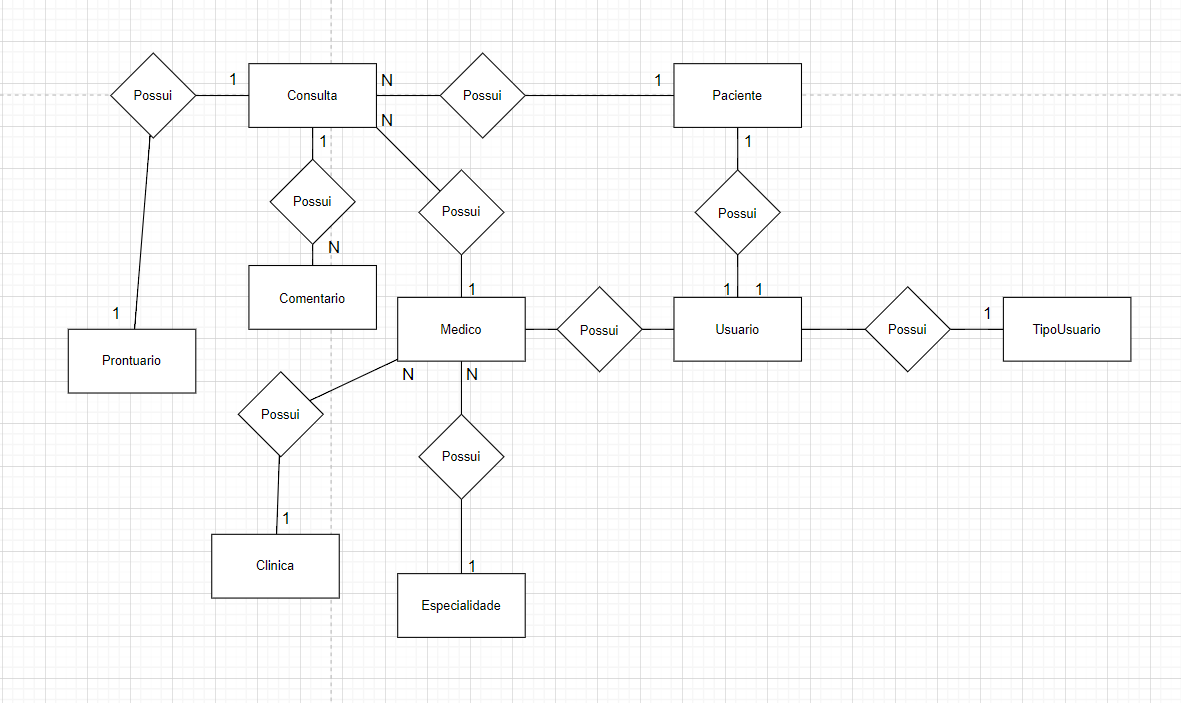 1
N
1
Possui
Consulta
Possui
Paciente
N
1
1
Possui
Possui
Possui
N
1
1
1
Comentario
1
1
Medico
Possui
Usuario
Possui
TipoUsuario
Prontuario
N
N
Possui
Possui
1
Clinica
1
Especialidade